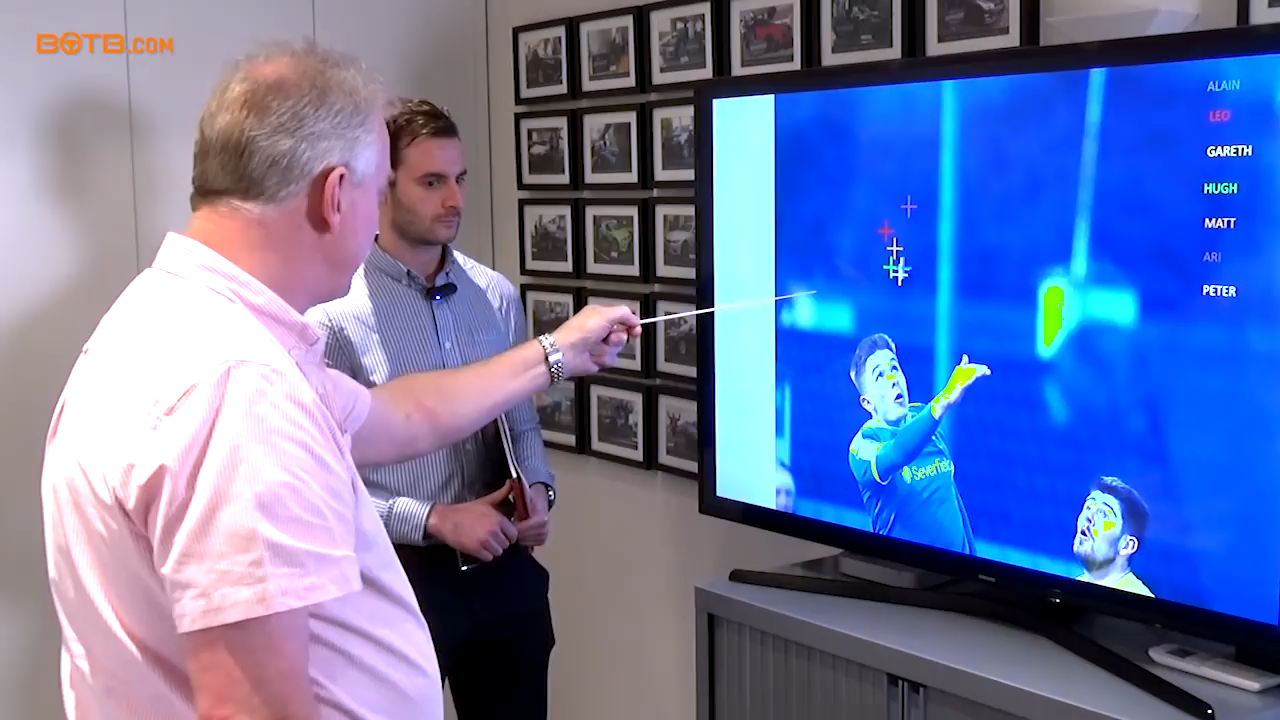 BOTB.COM
ALAIN
LEO
GARETH
HUGH
MATT
ARI
PETER
Severfield